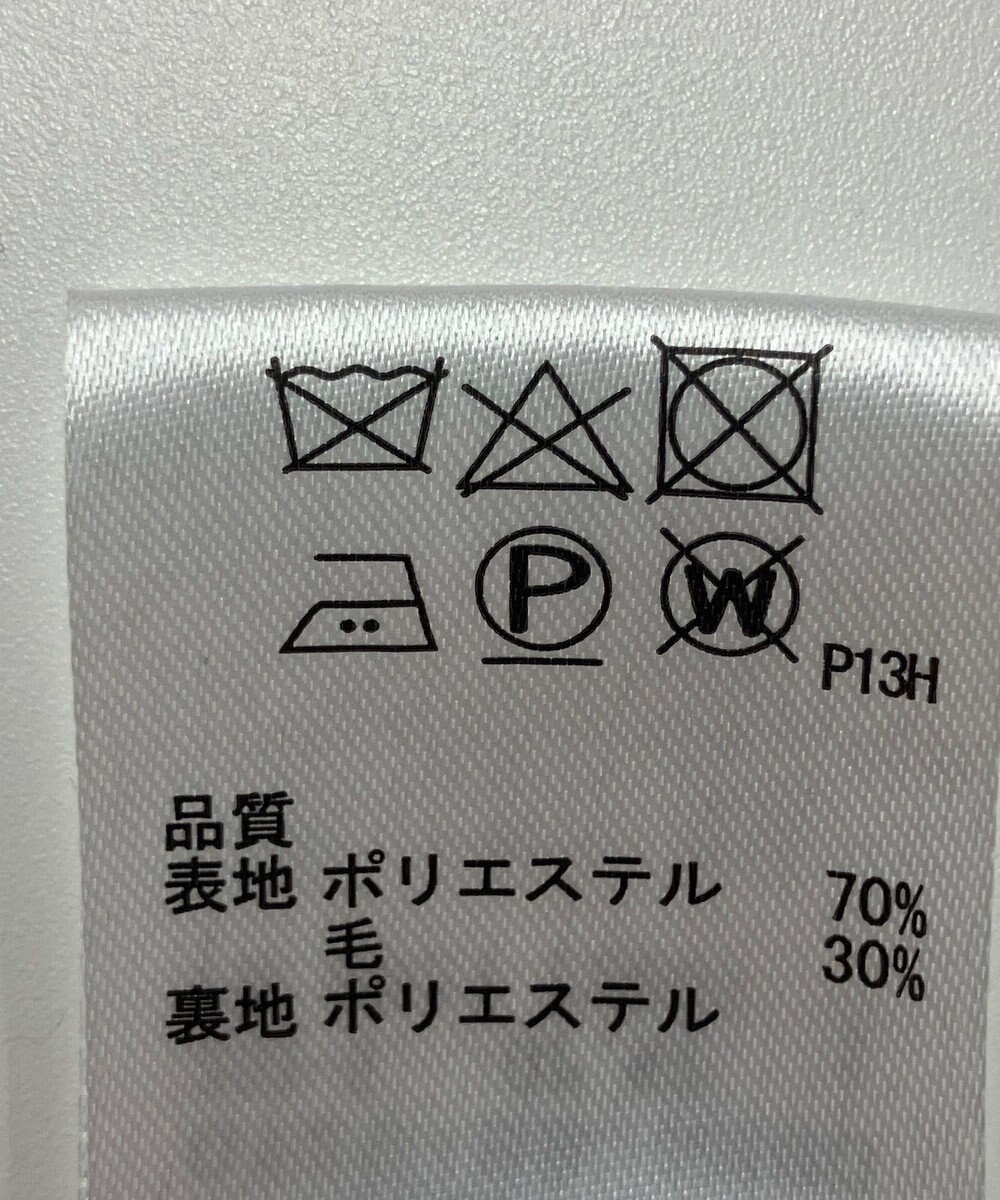 P W
P13H
品質
表地 ポリエステル 70%
毛 30%
裏地 ポリエステル